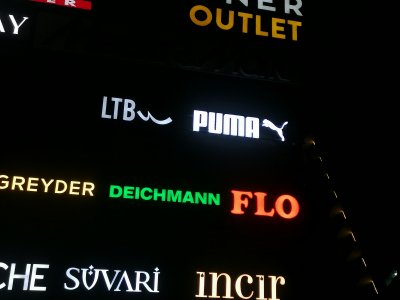 OUTLET
LTB PUMA
GREYDER DEICHMANN FLO
SÜVARİ incir